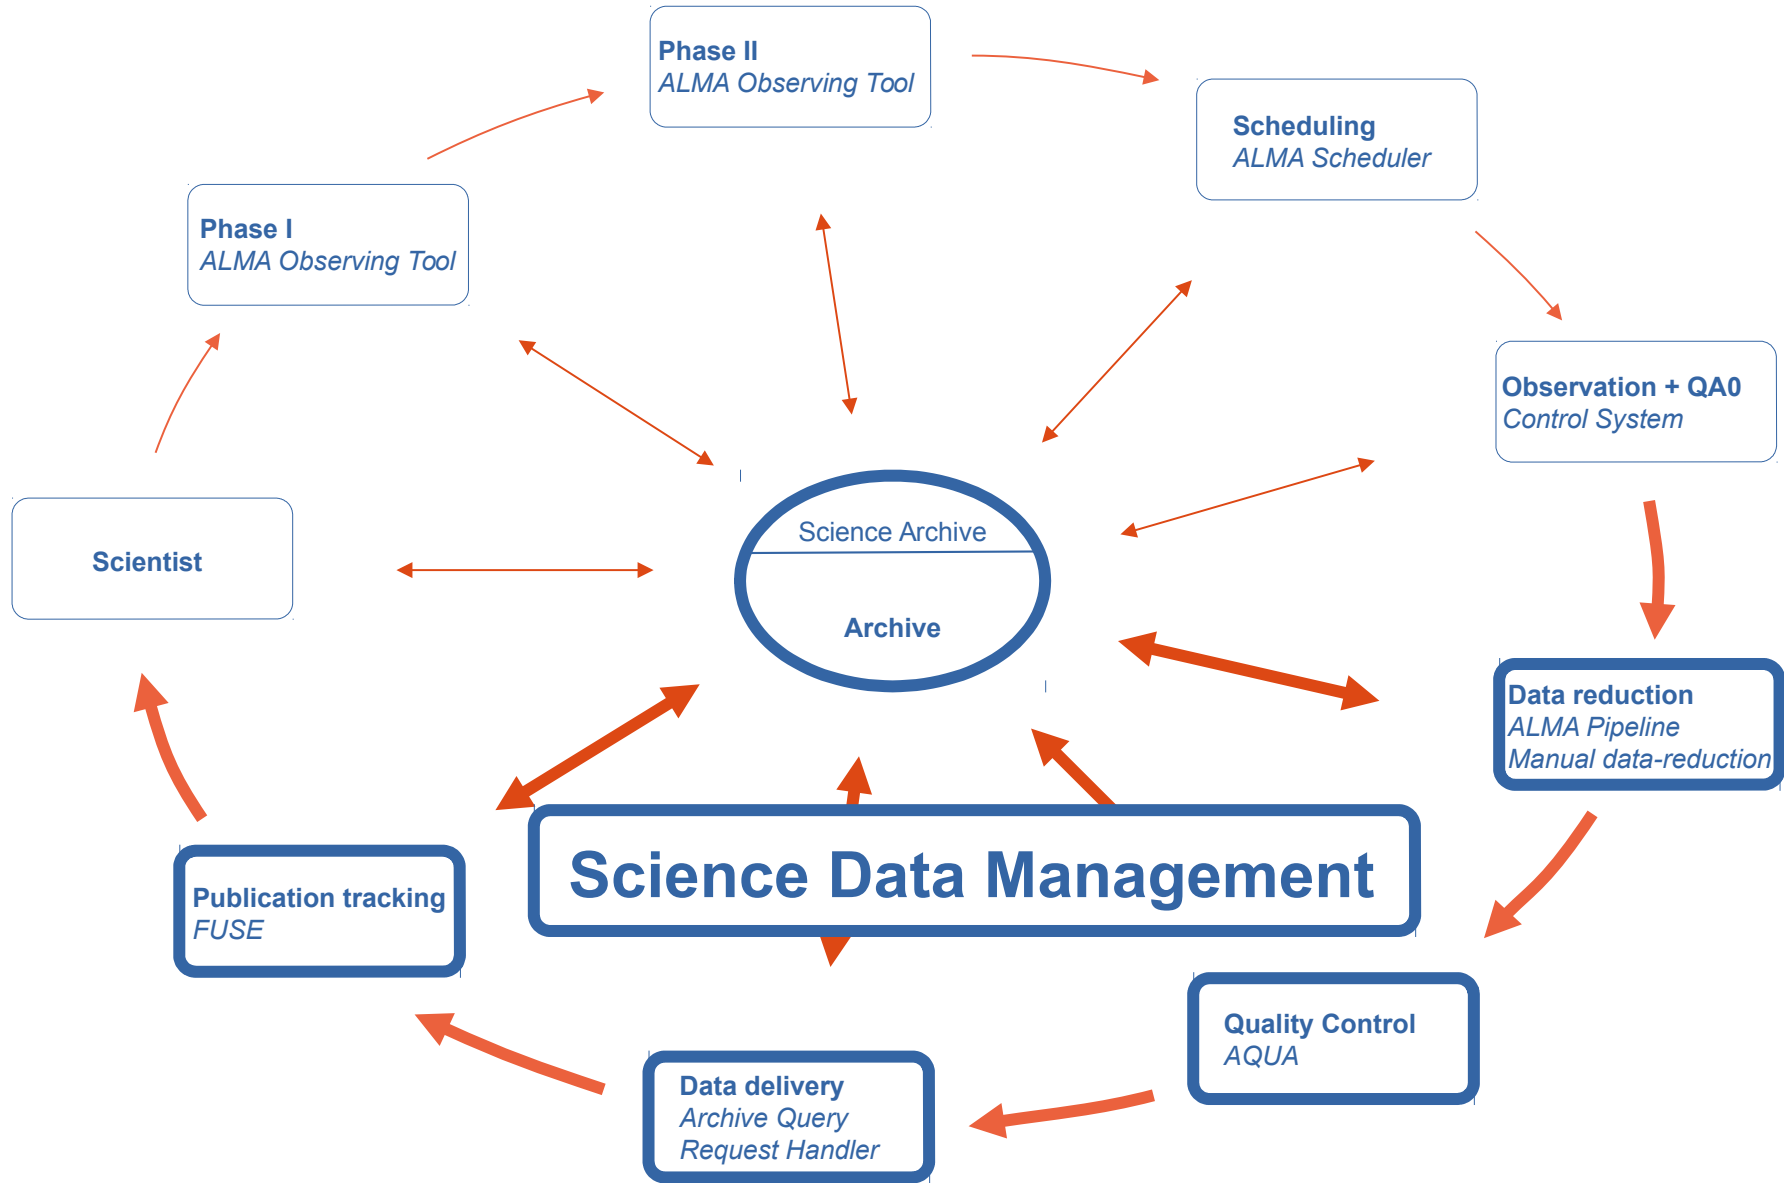 Phase II
ALMA Observing Tool
Scheduling
ALMA Scheduler
Phase I
ALMA Observing Tool
Observation + QA0
Control System
Science Archive
Scientist
Archive
Data reduction
ALMA Pipeline
Manual data-reduction
Science Data Management
Publication tracking
FUSE
Quality Control
AQUA
Data delivery
Archive Query
Request Handler